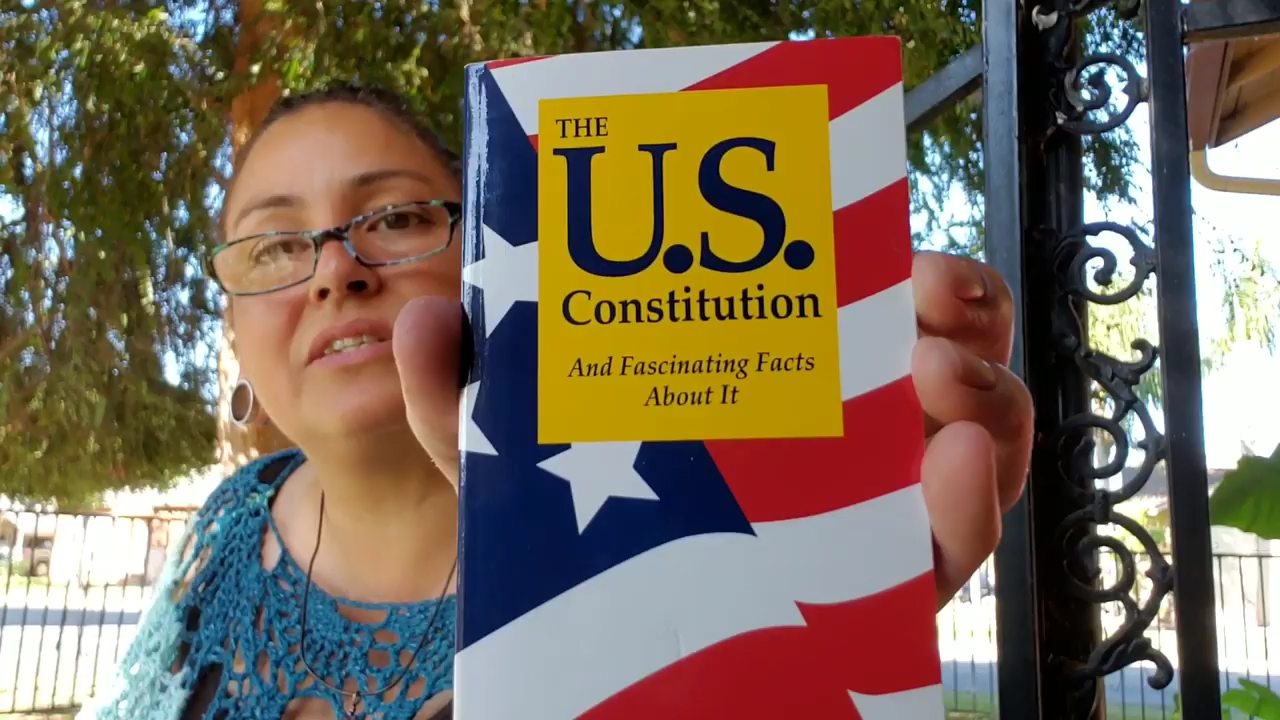 THE
U.S.
Constitution
And Fascinating Facts
About It